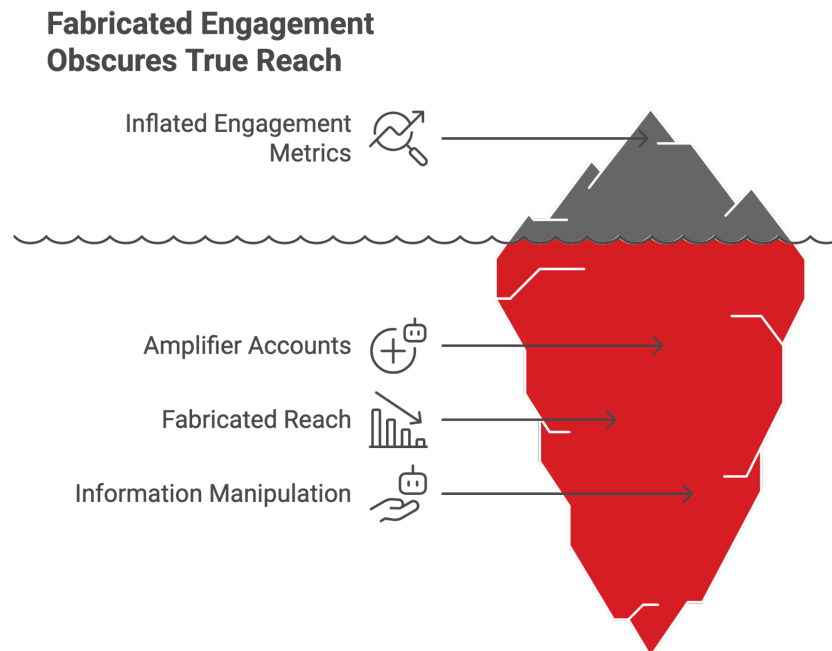 Fabricated Engagement
Obscures True Reach
Inflated Engagement
Metrics
Amplifier Accounts
Fabricated Reach
Information Manipulation